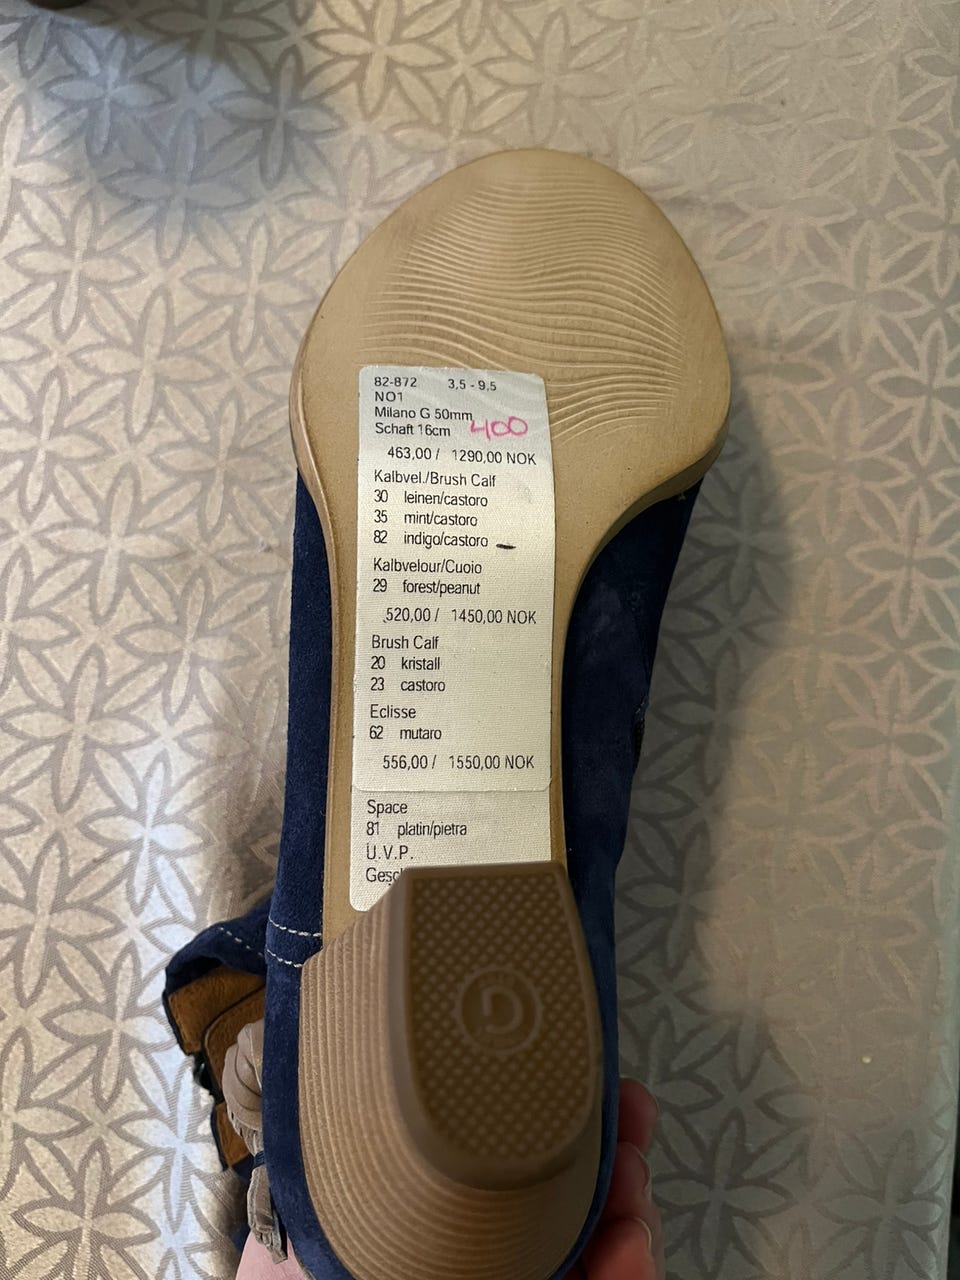 82-872 3,5 - 9,5
NO1
Milano G 50mm
Schaft 16cm 400
463,00 / 1290,00 NOK
Kalbvel./Brush Calf
30 leinen/castoro
35 mint/castoro
82 indigo/castoro
Kalbvelour/Cuoio
29 forest/peanut
520,00 / 1450,00 NOK
Brush Calf
20 kristall
23 castoro
Eclisse
62 mutaro
556,00 / 1550,00 NOK
Space
81 platin/pietra
U.V.P.
Gesc
G